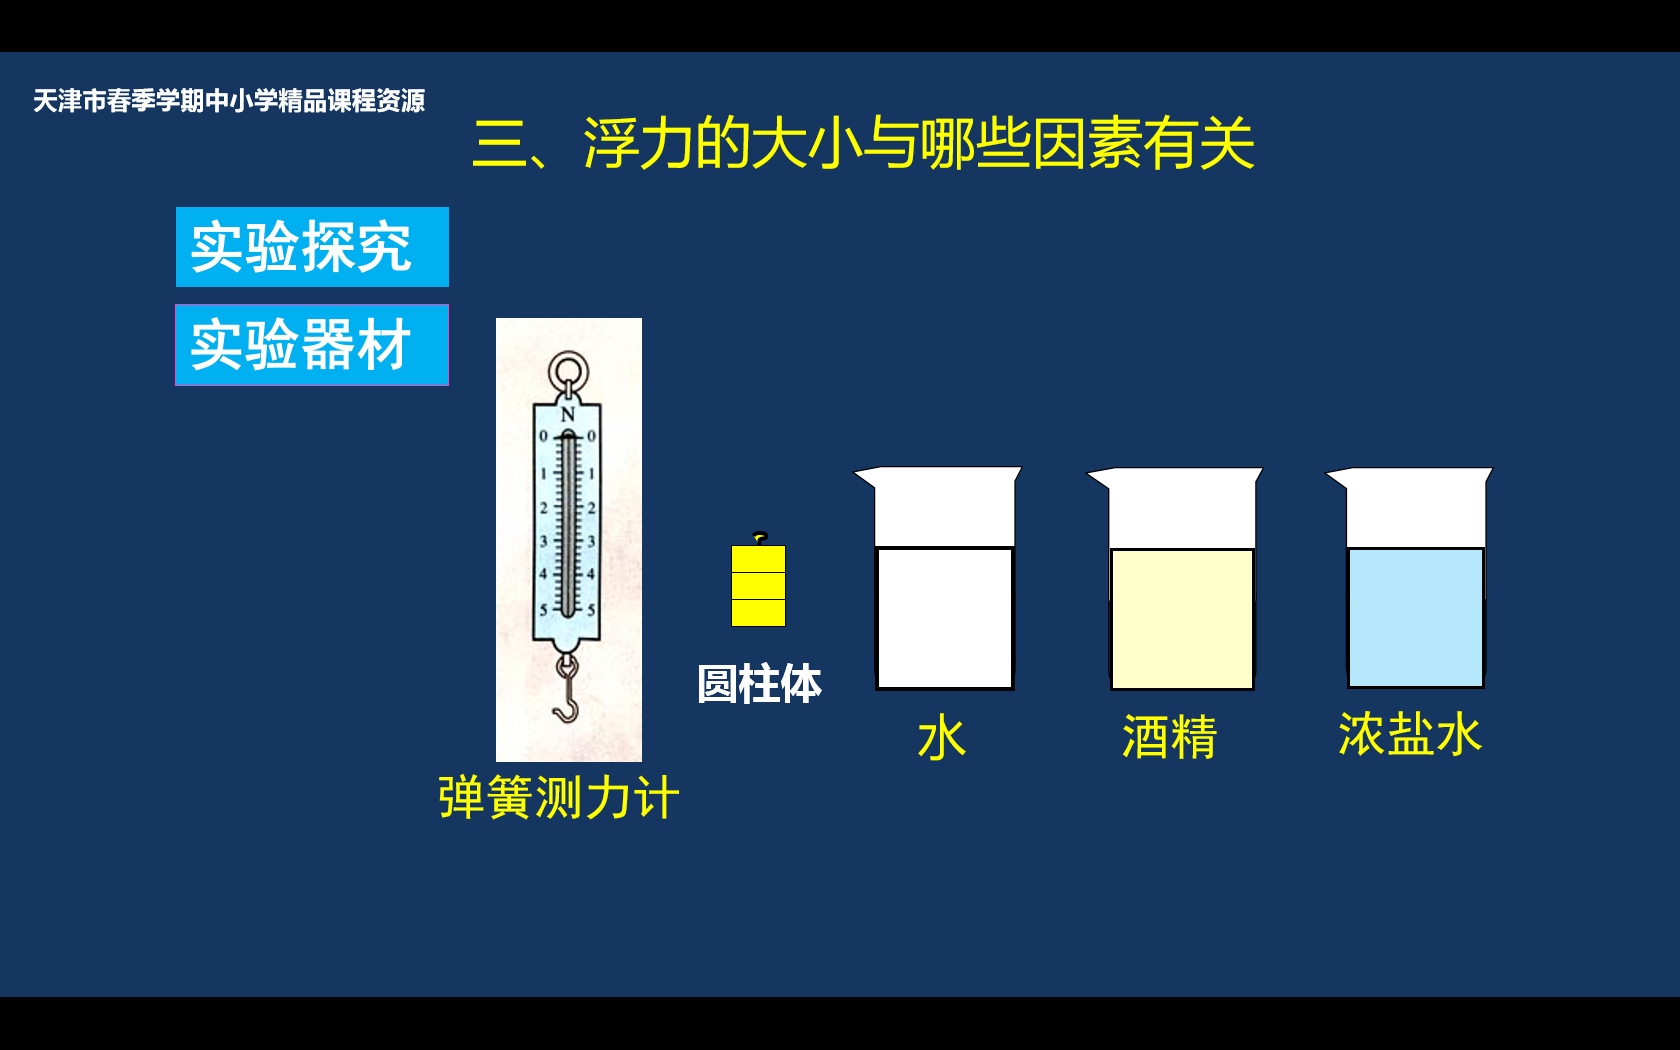 天津市春季学期中小学精品课程资源
三、浮力的大小与哪些因素有关
实验探究
实验器材
N
0 0
1 1
2 2
3 3
4 4
5 5
弹簧测力计
圆柱体
水
酒精
浓盐水